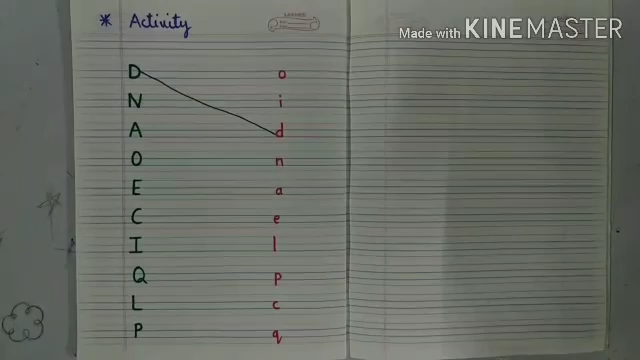 Made with KINEMASTER
* Activity
D o
N i
A d
O n
E a
C e
I l
Q p
L c
P q